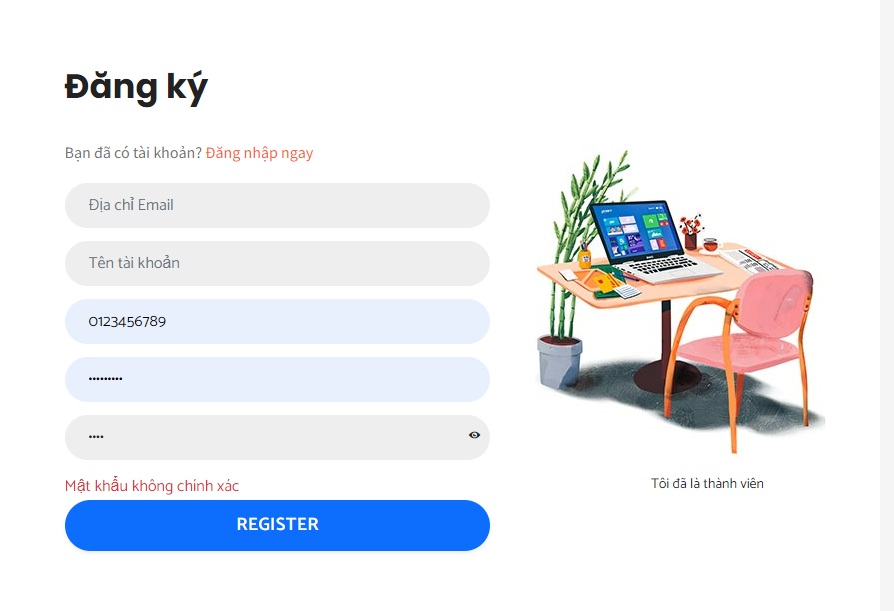 Đăng ký
Bạn đã có tài khoản? Đăng nhập ngay
Địa chỉ Email
Tên tài khoản
0123456789
•••••••••
••••
Mật khẩu không chính xác
REGISTER
Tôi đã là thành viên